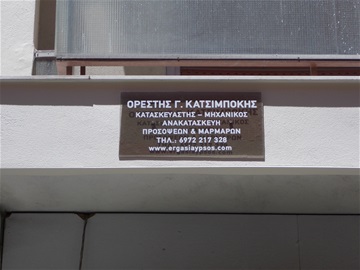 ΟΡΕΣΤΗΣ Γ. ΚΑΤΣΙΜΠΟΚΗΣ
ΚΑΤΑΣΚΕΥΑΣΤΗΣ – ΜΗΧΑΝΙΚΟΣ
ΑΝΑΚΑΤΑΣΚΕΥΗ
ΠΡΟΣΟΨΕΩΝ & ΜΑΡΜΑΡΩΝ
ΤΗΛ.: 6972 217 328
www.ergasiaypsos.com